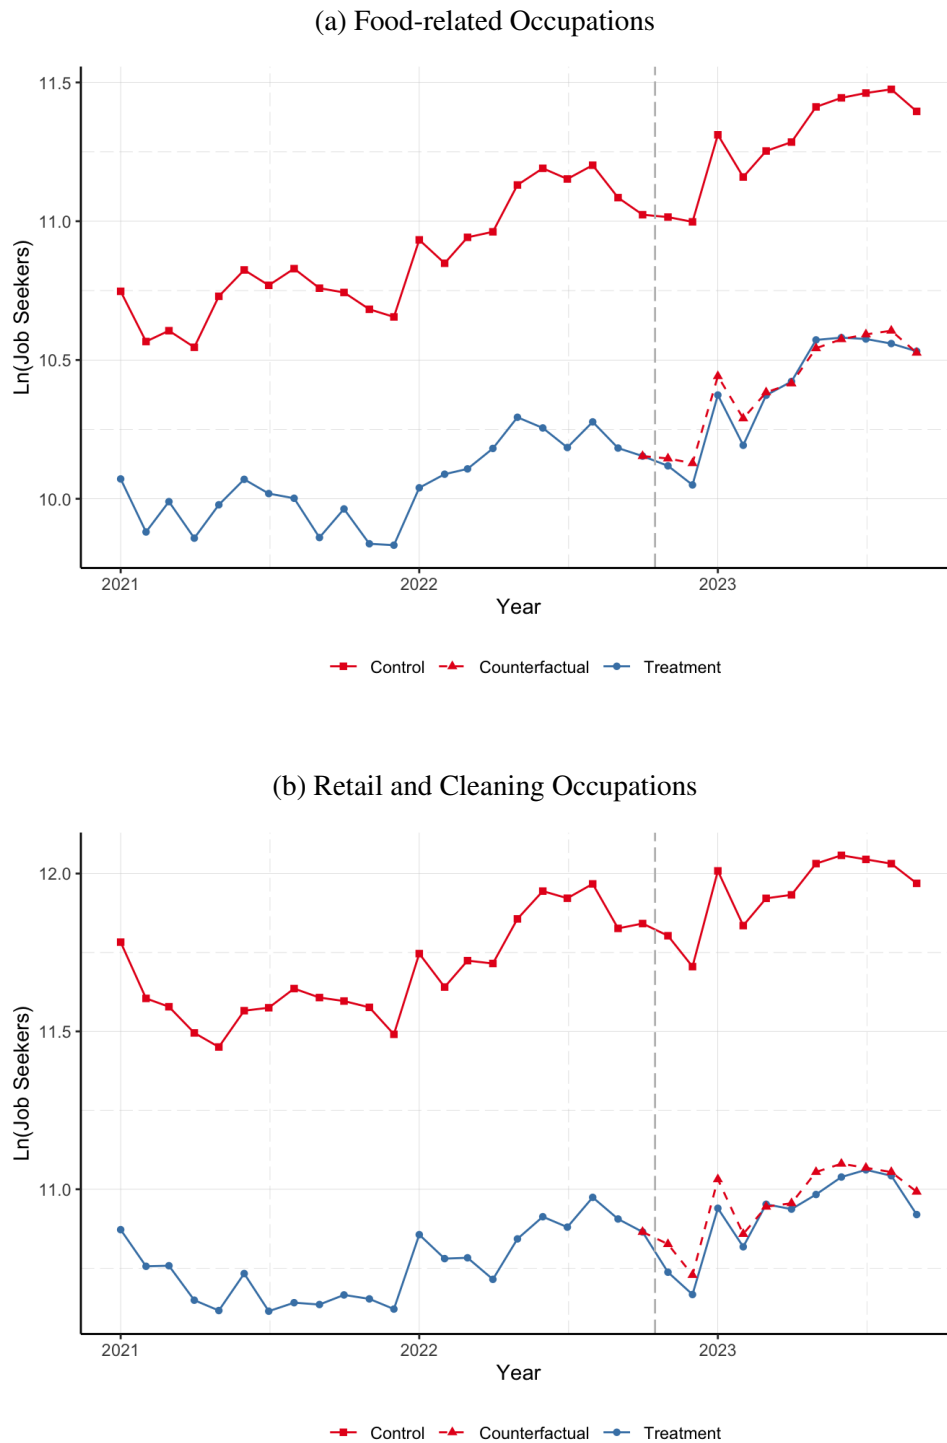 (a) Food-related Occupations
Ln(Job Seekers)
11.5
11.0
10.5
10.0
2021 2022 2023
Year
Control Counterfactual Treatment
(b) Retail and Cleaning Occupations
Ln(Job Seekers)
12.0
11.5
11.0
2021 2022 2023
Year
Control Counterfactual Treatment